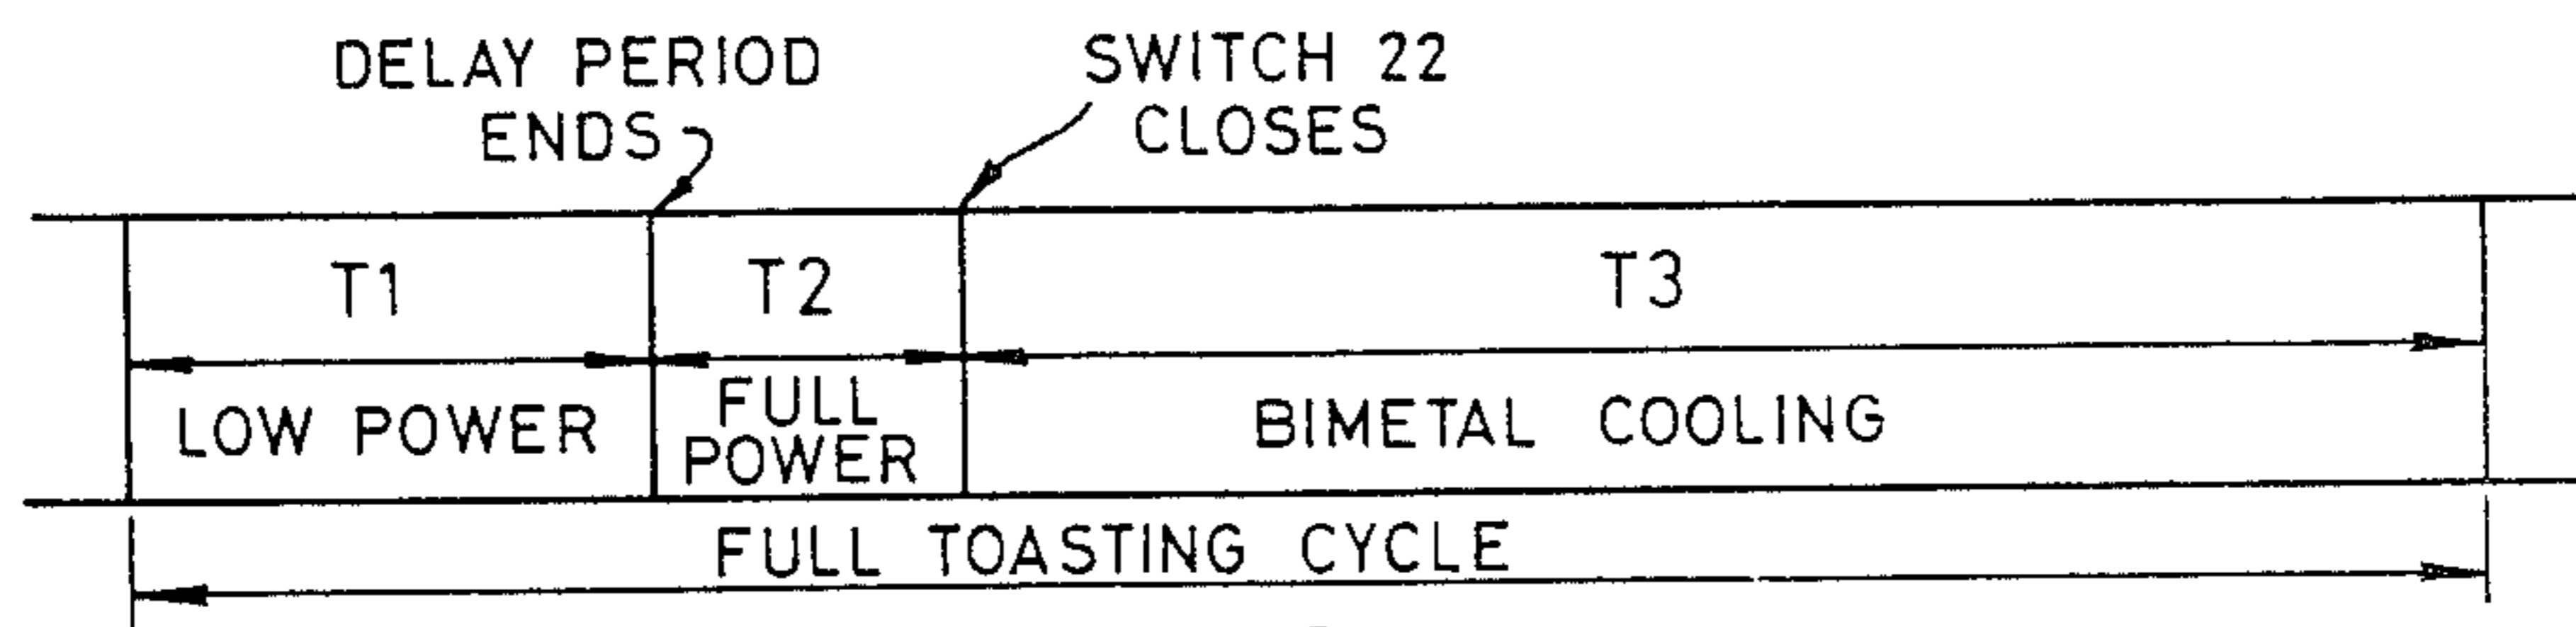 DELAY PERIOD
ENDS
SWITCH 22
CLOSES
T1
T2
T3
LOW POWER
FULL
POWER
BIMETAL COOLING
FULL TOASTING CYCLE